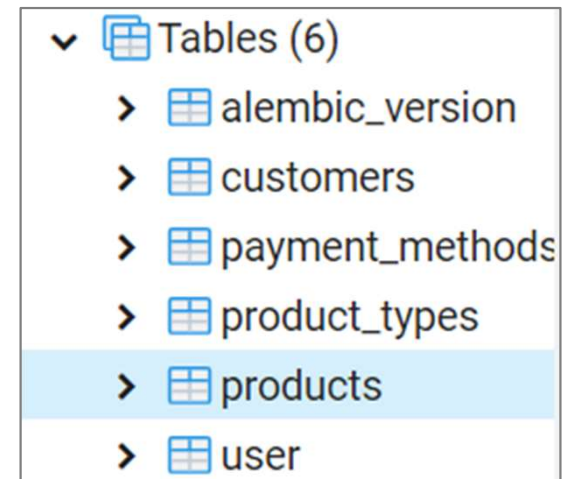 Tables (6)
alembic_version
customers
payment_methods
product_types
products
user